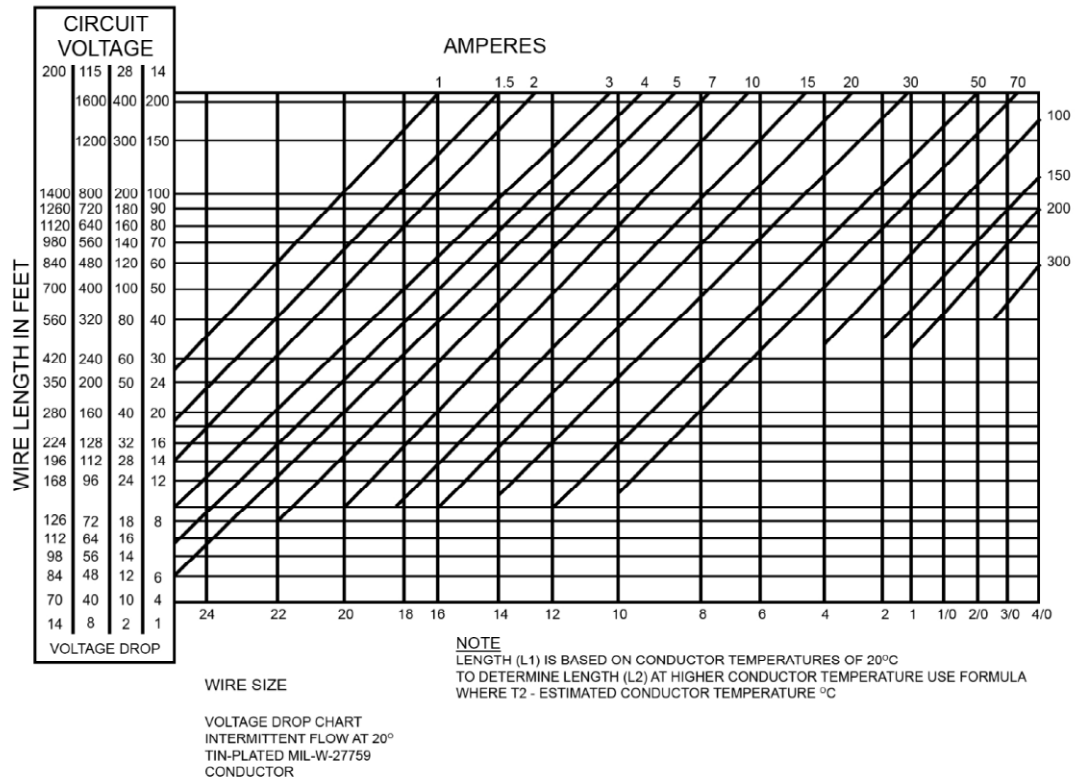 CIRCUIT
VOLTAGE
AMPERES
200 115 28 14
1 1.5 2 3 4 5 7 10 15 20 30 50 70
1600 400 200
100
1200 300 150
150
1400 800 200 100
1260 720 180 90
200
1120 640 160 80
980 560 140 70
840 480 120 60
300
700 400 100 50
560 320 80 40
420 240 60 30
350 200 50 24
280 160 40 20
224 128 32 16
196 112 28 14
168 96 24 12
126 72 18 8
112 64 16
98 56 14
84 48 12 6
70 40 10 4
14 8 2 1
WIRE LENGTH IN FEET
24 22 20 18 16 14 12 10 8 6 4 2 1 1/0 2/0 3/0 4/0
VOLTAGE DROP
NOTE
LENGTH (L1) IS BASED ON CONDUCTOR TEMPERATURES OF 20°C
TO DETERMINE LENGTH (L2) AT HIGHER CONDUCTOR TEMPERATURE USE FORMULA
WHERE T2 - ESTIMATED CONDUCTOR TEMPERATURE °C
WIRE SIZE
VOLTAGE DROP CHART
INTERMITTENT FLOW AT 20°
TIN-PLATED MIL-W-27759
CONDUCTOR